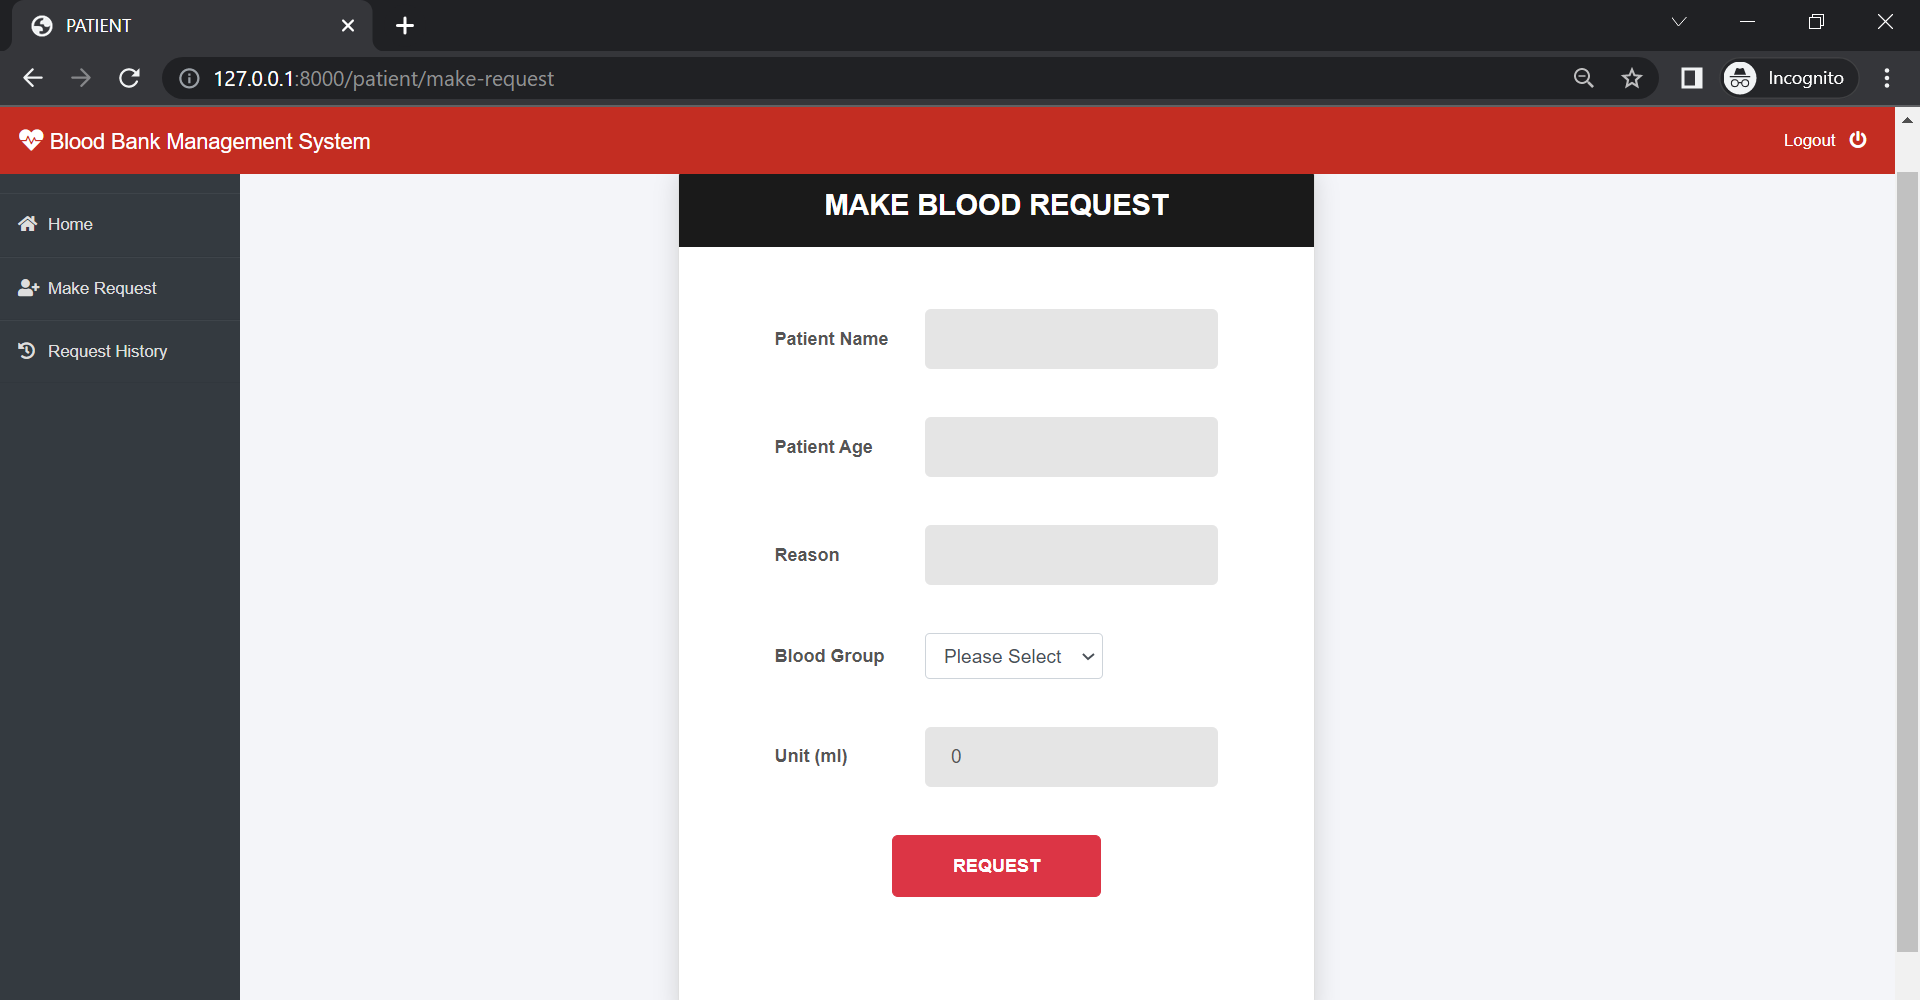 PATIENT
127.0.0.1:8000/patient/make-request
Incognito
Blood Bank Management System
Logout
Home
Make Request
Request History
MAKE BLOOD REQUEST
Patient Name
Patient Age
Reason
Blood Group Please Select
Unit (ml) 0
REQUEST